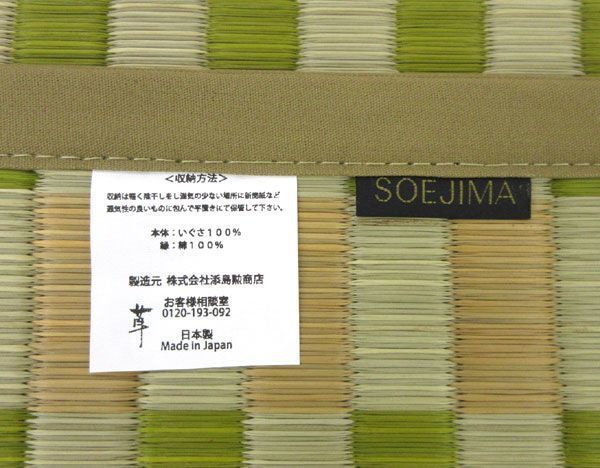 <収納方法>
収納は軽く陰干しをし湿気の少ない場所に新聞紙など
通気性の良いものに包んで平置きにて保管して下さい。
本体：いぐさ１００％
縁：綿１００％
製造元 株式会社添島勲商店
お客様相談室
0120-193-092
日本製
Made in Japan
SOEJIMA